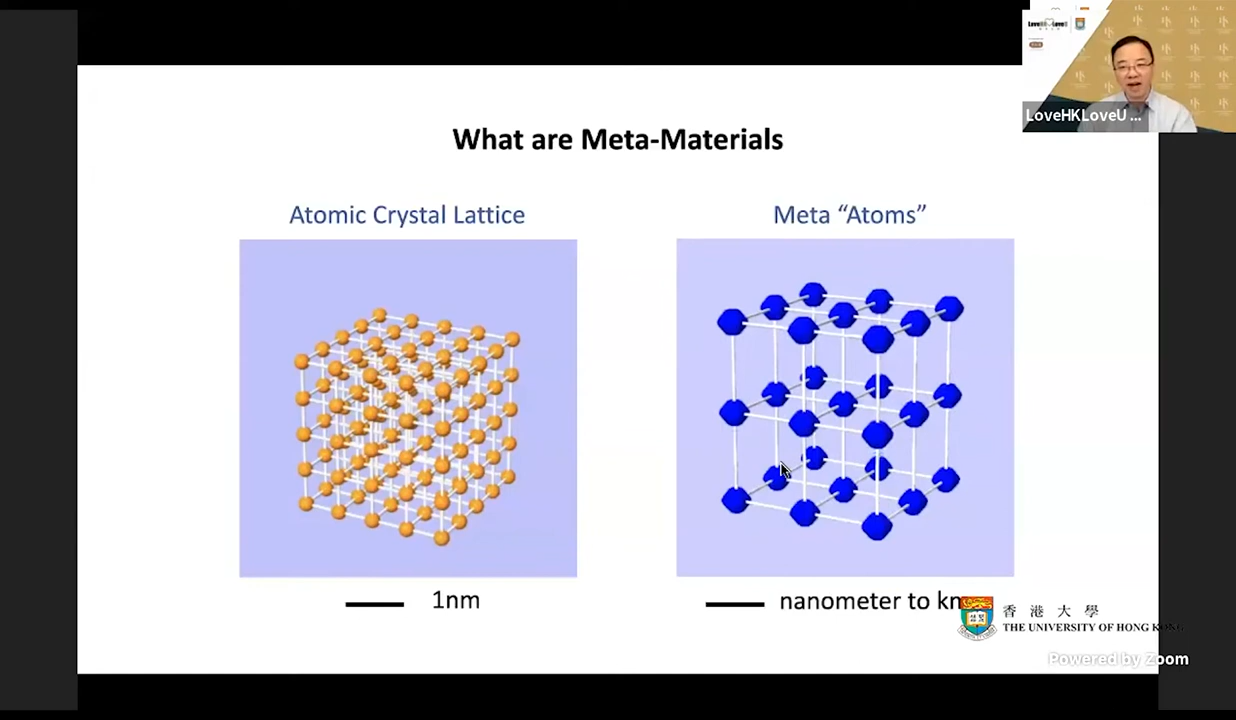 What are Meta-Materials
Atomic Crystal Lattice
Meta “Atoms”
1nm
nanometer to
香港大學
THE UNIVERSITY OF HONG KONG
Powered by Zoom
LoveHKLoveU ...